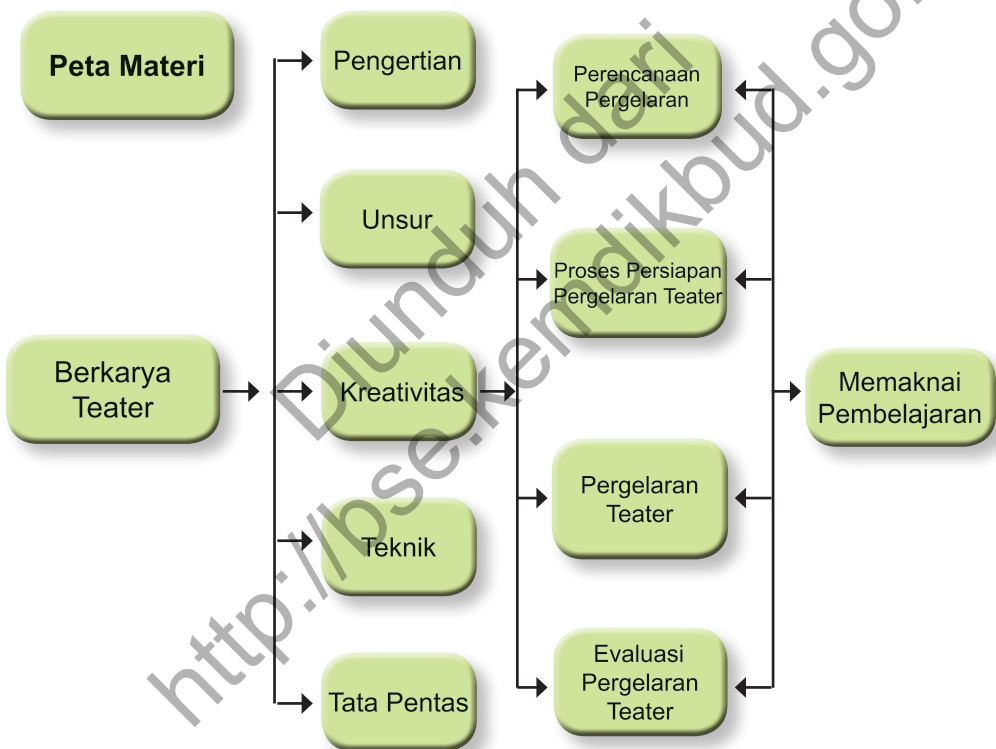 Peta Materi
Berkarya
Teater
Pengertian
Unsur
Kreativitas
Teknik
Tata Pentas
Perencanaan
Pergelaran
Proses Persiapan
Pergelaran Teater
Pergelaran
Teater
Evaluasi
Pergelaran
Teater
Memaknai
Pembelajaran
Diunduh dari
http://bse.kemdikbud.go